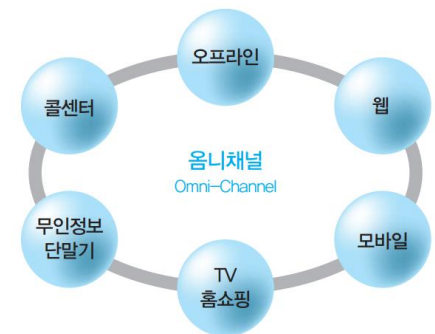 오프라인
콜센터
웹
옴니채널
Omni-Channel
무인정보
단말기
모바일
TV
홈쇼핑